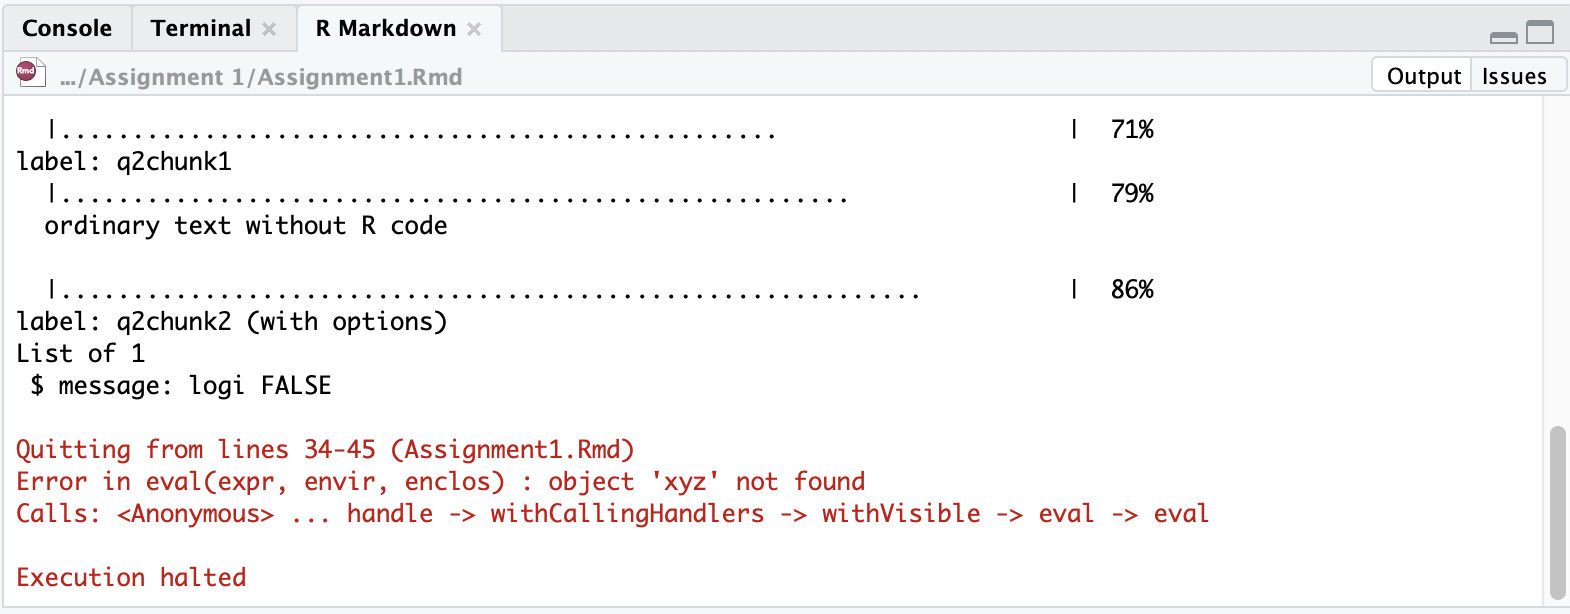 Console Terminal × R Markdown ×
Rmd .../Assignment 1/Assignment1.Rmd Output Issues
|.................................................. | 71%
label: q2chunk1
|....................................................... | 79%
ordinary text without R code
|............................................................ | 86%
label: q2chunk2 (with options)
List of 1
$ message: logi FALSE
Quitting from lines 34-45 (Assignment1.Rmd)
Error in eval(expr, envir, enclos) : object 'xyz' not found
Calls: <Anonymous> ... handle -> withCallingHandlers -> withVisible -> eval -> eval
Execution halted